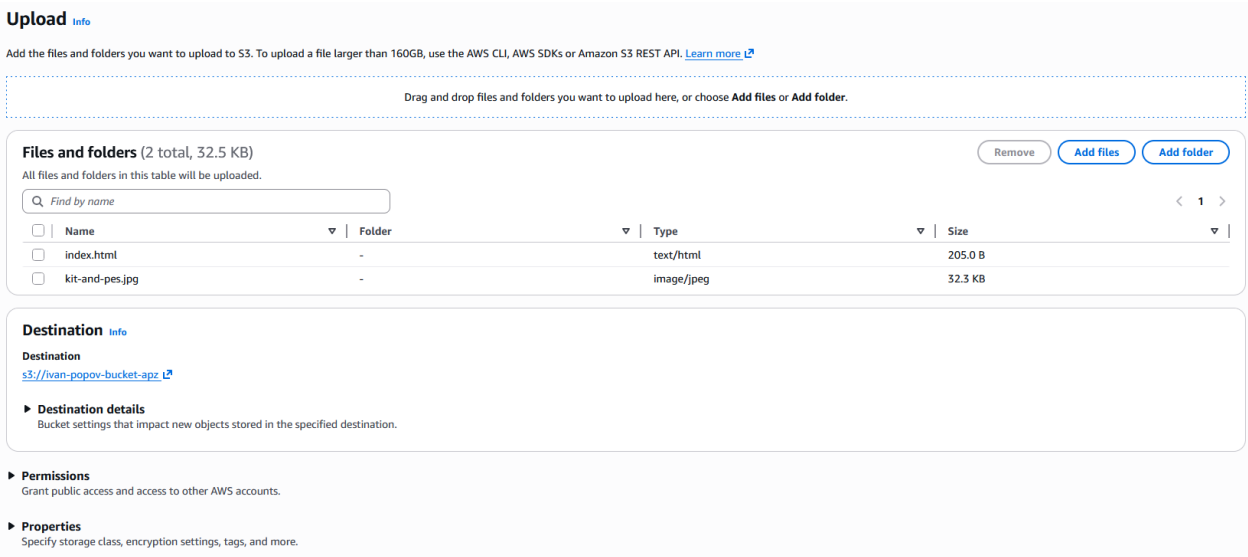 Upload Info
Add the files and folders you want to upload to S3. To upload a file larger than 160GB, use the AWS CLI, AWS SDKs or Amazon S3 REST API. Learn more
Drag and drop files and folders you want to upload here, or choose Add files or Add folder.
Files and folders (2 total, 32.5 KB)
Remove Add files Add folder
All files and folders in this table will be uploaded.
Find by name
1
Name Folder Type Size
index.html - text/html 205.0 B
kit-and-pes.jpg - image/jpeg 32.3 KB
Destination Info
Destination
s3://ivan-popov-bucket-apz
Destination details
Bucket settings that impact new objects stored in the specified destination.
Permissions
Grant public access and access to other AWS accounts.
Properties
Specify storage class, encryption settings, tags, and more.